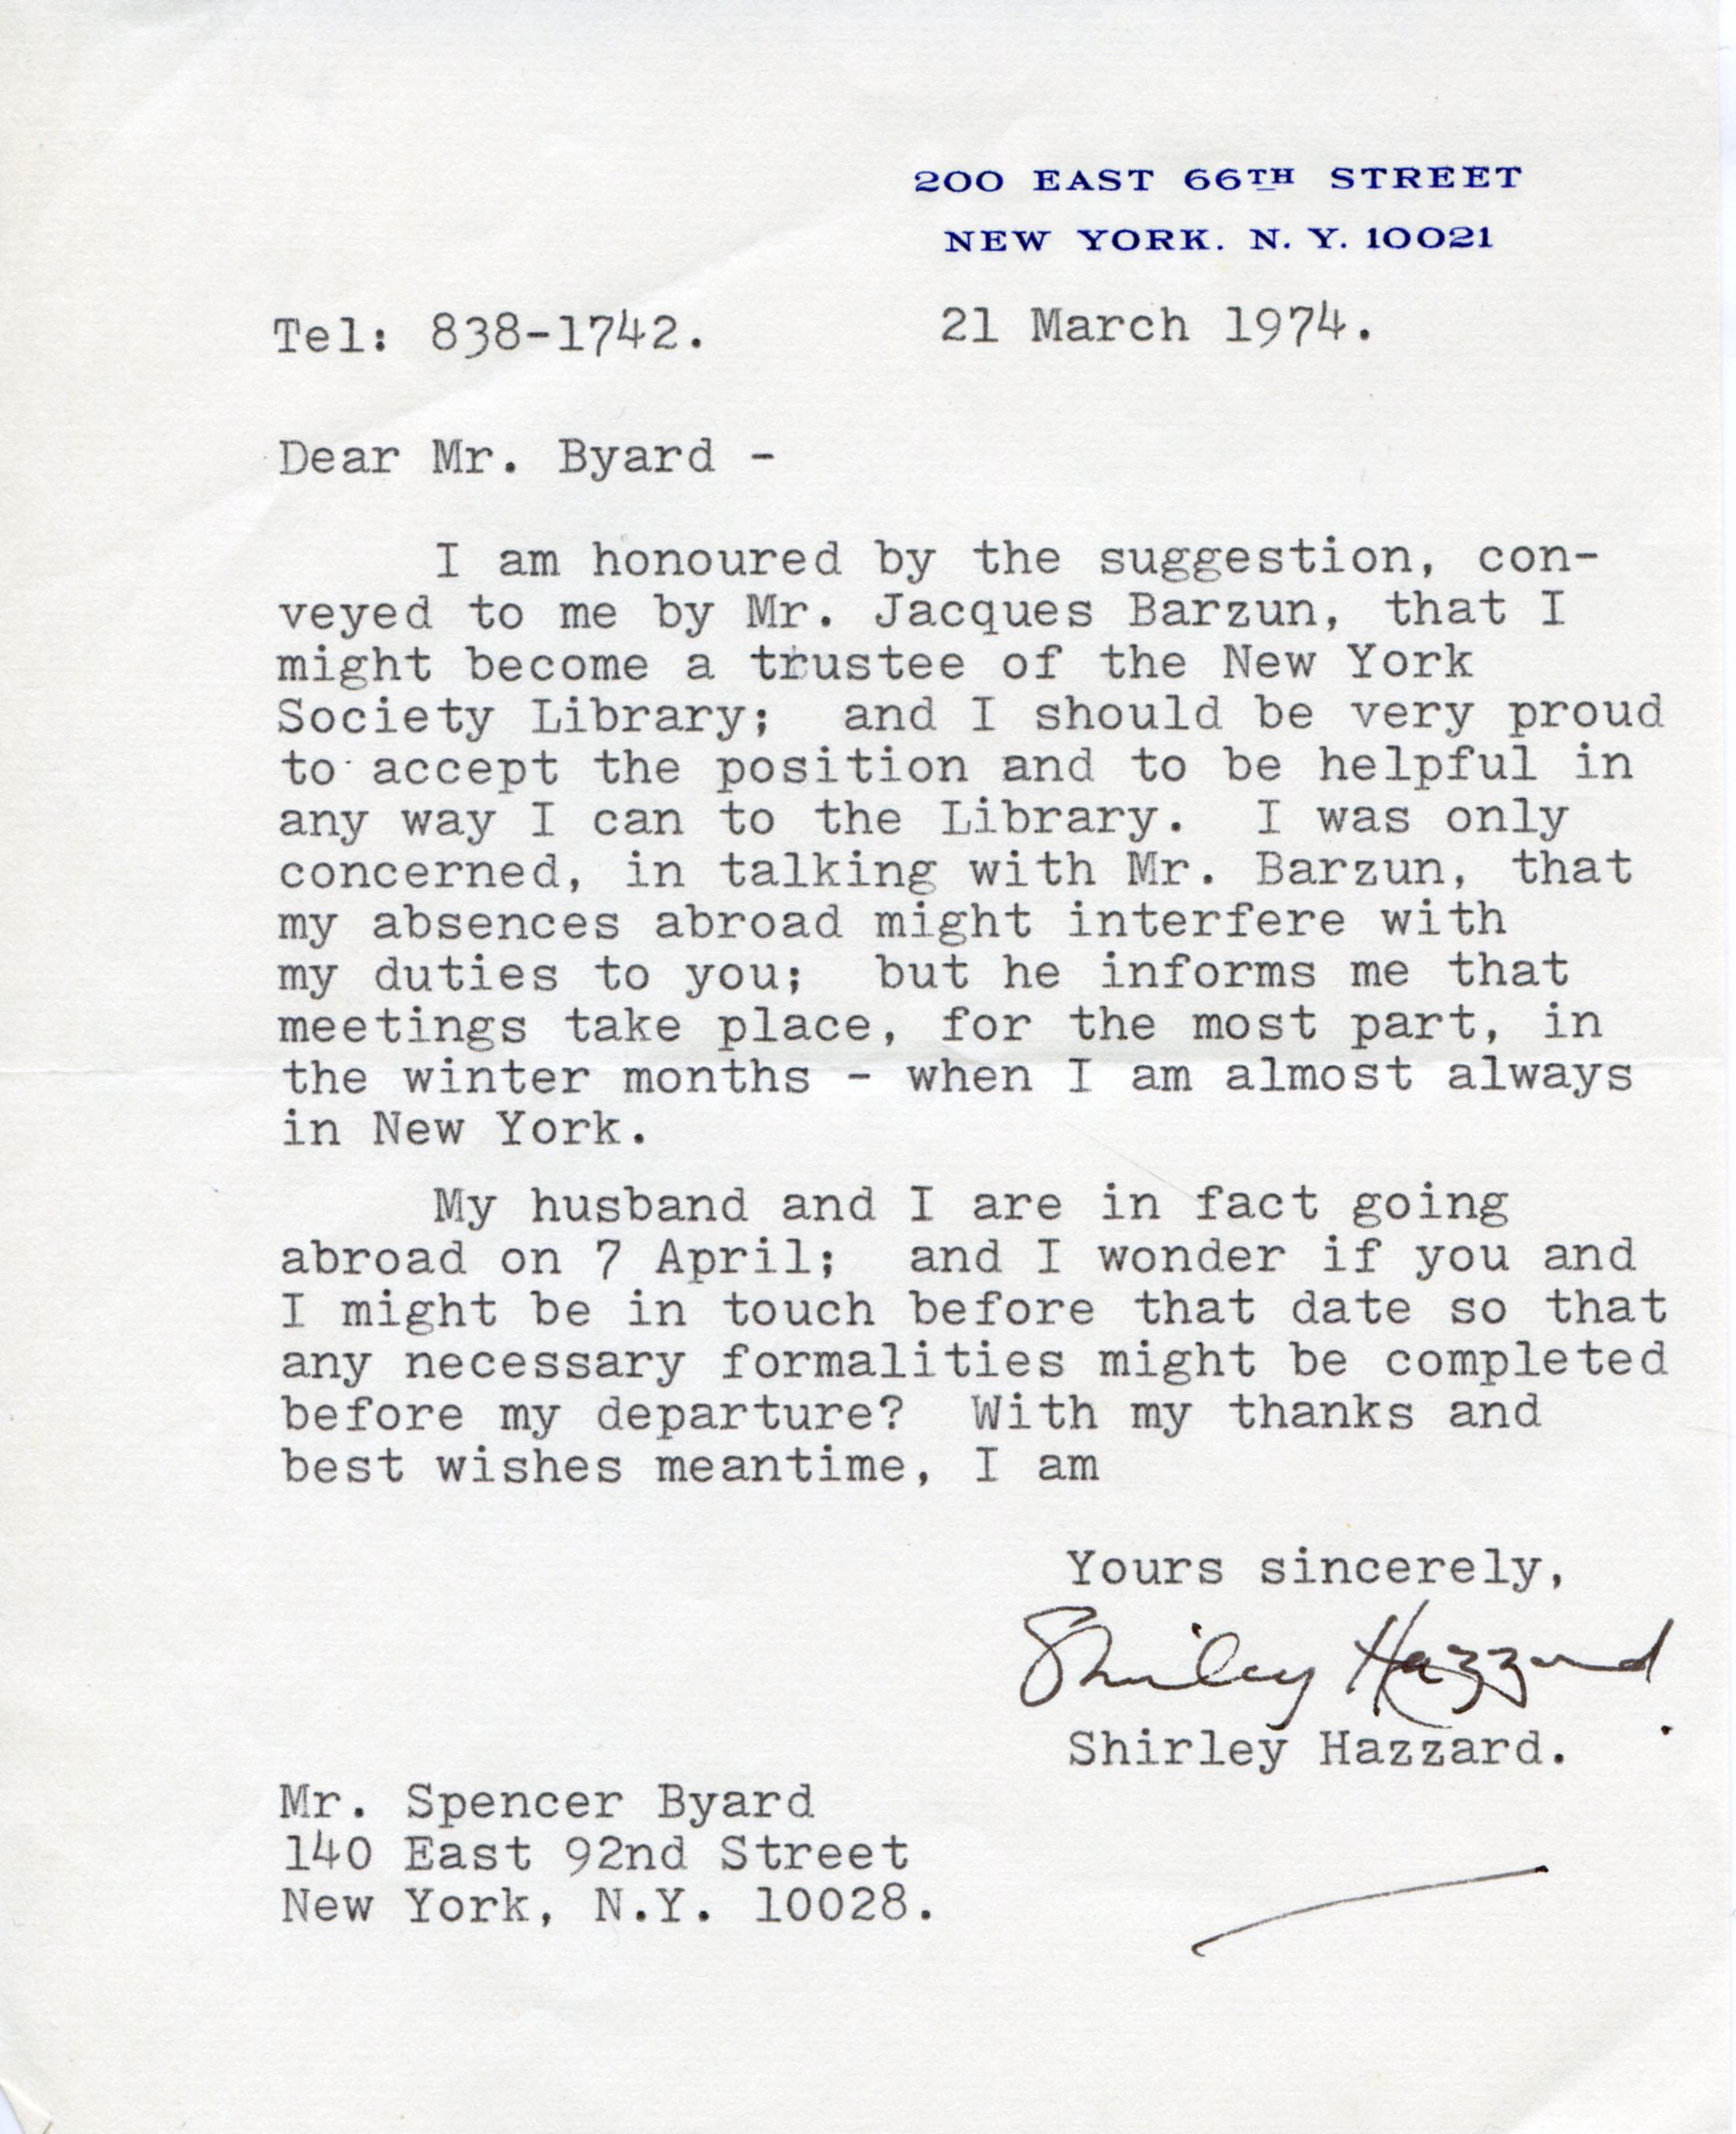 200 EAST 66TH STREET
NEW YORK. N. Y. 10021
Tel: 838-1742. 21 March 1974.
Dear Mr. Byard -
I am honoured by the suggestion, con-
veyed to me by Mr. Jacques Barzun, that I
might become a trustee of the New York
Society Library; and I should be very proud
to accept the position and to be helpful in
any way I can to the Library. I was only
concerned, in talking with Mr. Barzun, that
my absences abroad might interfere with
my duties to you; but he informs me that
meetings take place, for the most part, in
the winter months - when I am almost always
in New York.
My husband and I are in fact going
abroad on 7 April; and I wonder if you and
I might be in touch before that date so that
any necessary formalities might be completed
before my departure? With my thanks and
best wishes meantime, I am
Yours sincerely,
Shirley Hazzard
Shirley Hazzard.
Mr. Spencer Byard
140 East 92nd Street
New York, N.Y. 10028.